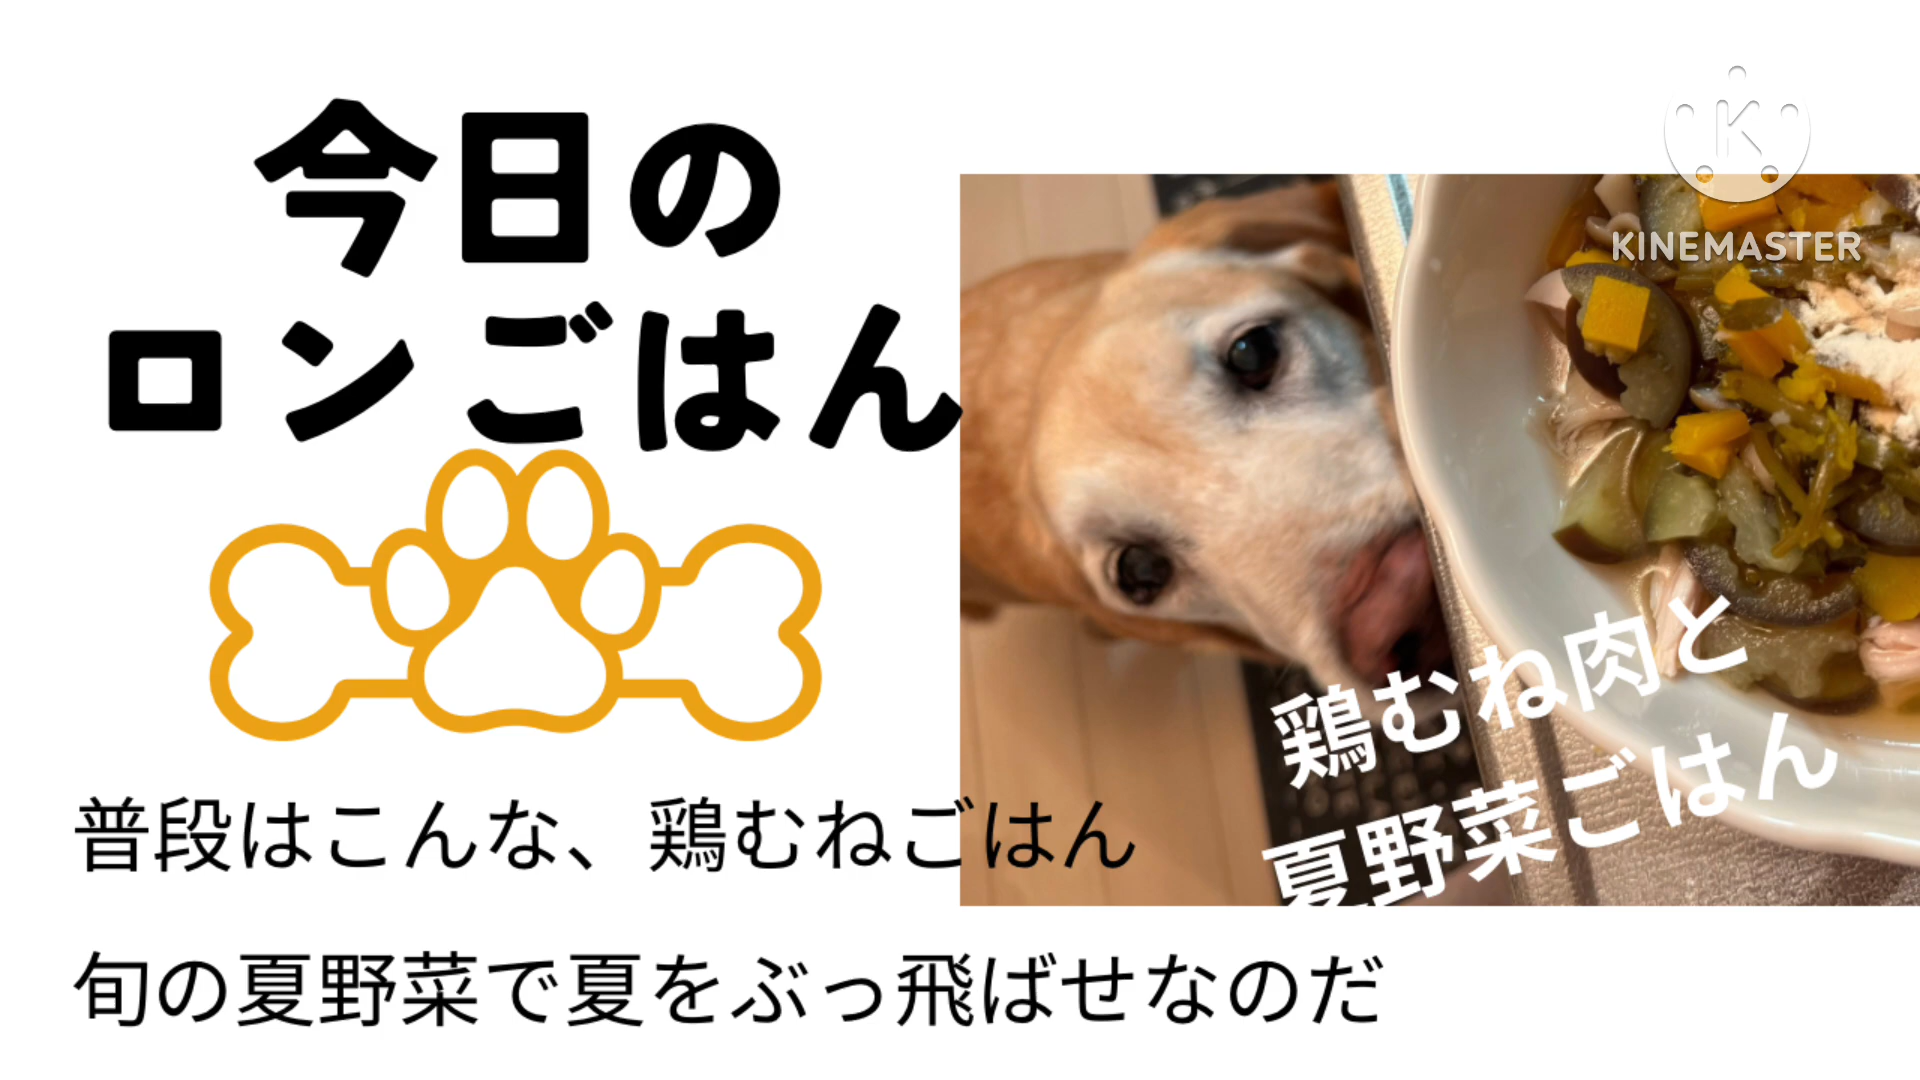 今日の
ロンごはん
KINEMASTER
鶏むね肉と
夏野菜ごはん
普段はこんな、鶏むねごはん
旬の夏野菜で夏をぶっ飛ばせなのだ